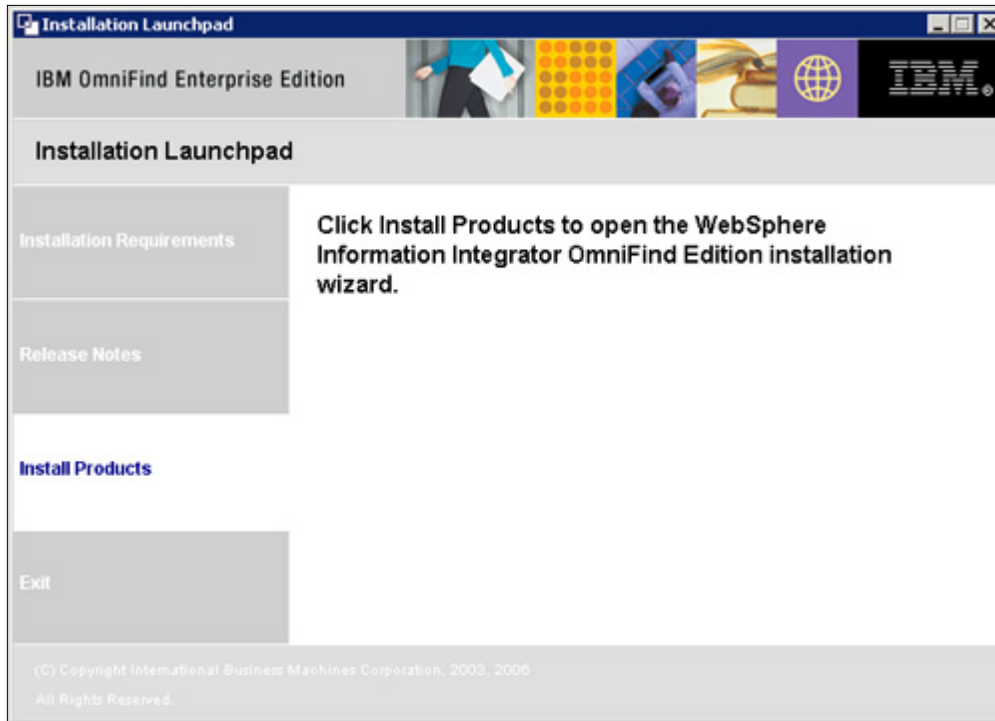 Installation Launchpad
IBM OmniFind Enterprise Edition
IBM®
Installation Launchpad
Installation Requirements
Release Notes
Install Products
Exit
Click Install Products to open the WebSphere
Information Integrator OmniFind Edition installation
wizard.
(C) Copyright International Business Machines Corporation, 2003, 2006
All Rights Reserved.